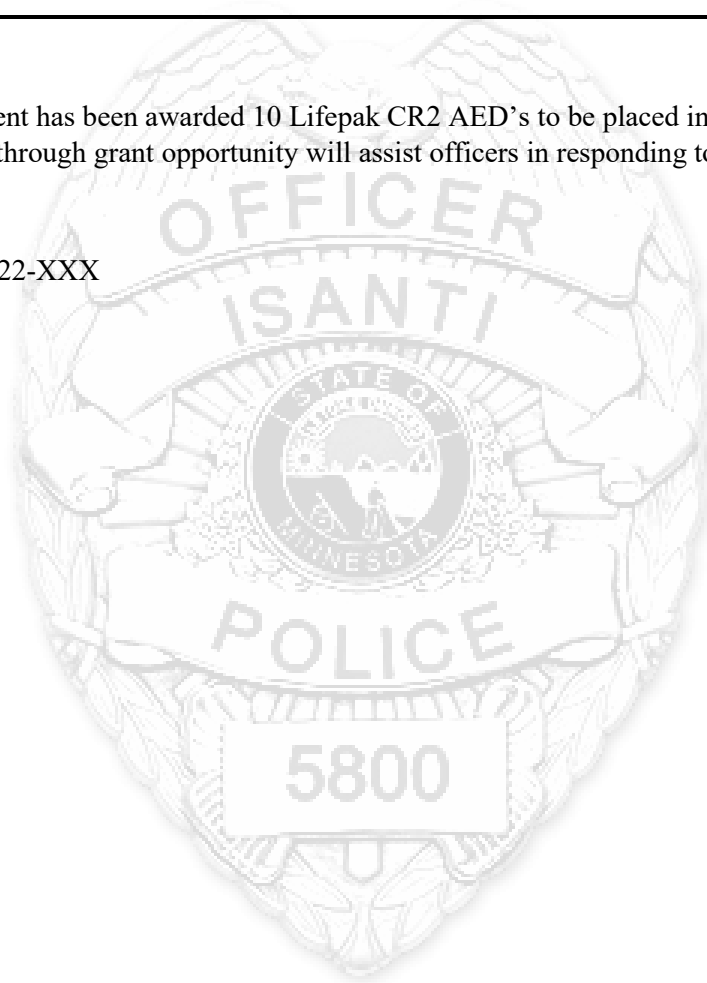 ent has been awarded 10 Lifepak CR2 AED’s to be placed in
through grant opportunity will assist officers in responding to
22-XXX
OFFICER
ISANTI
STATE OF
MINNESOTA
POLICE
5800